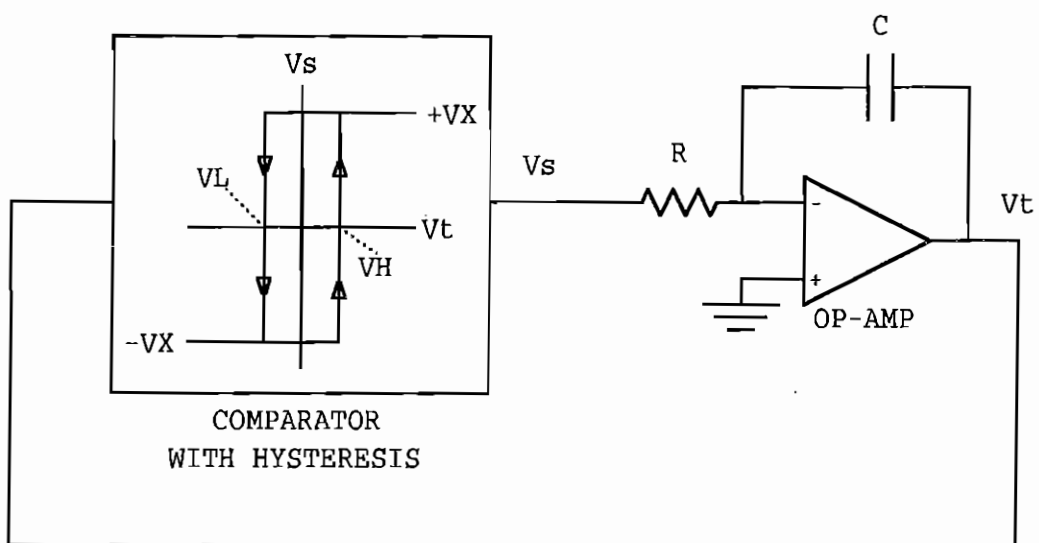 C
Vs
+VX
Vs
R
VL
-
Vt
Vt
VH
+
-VX
OP-AMP
COMPARATOR
WITH HYSTERESIS